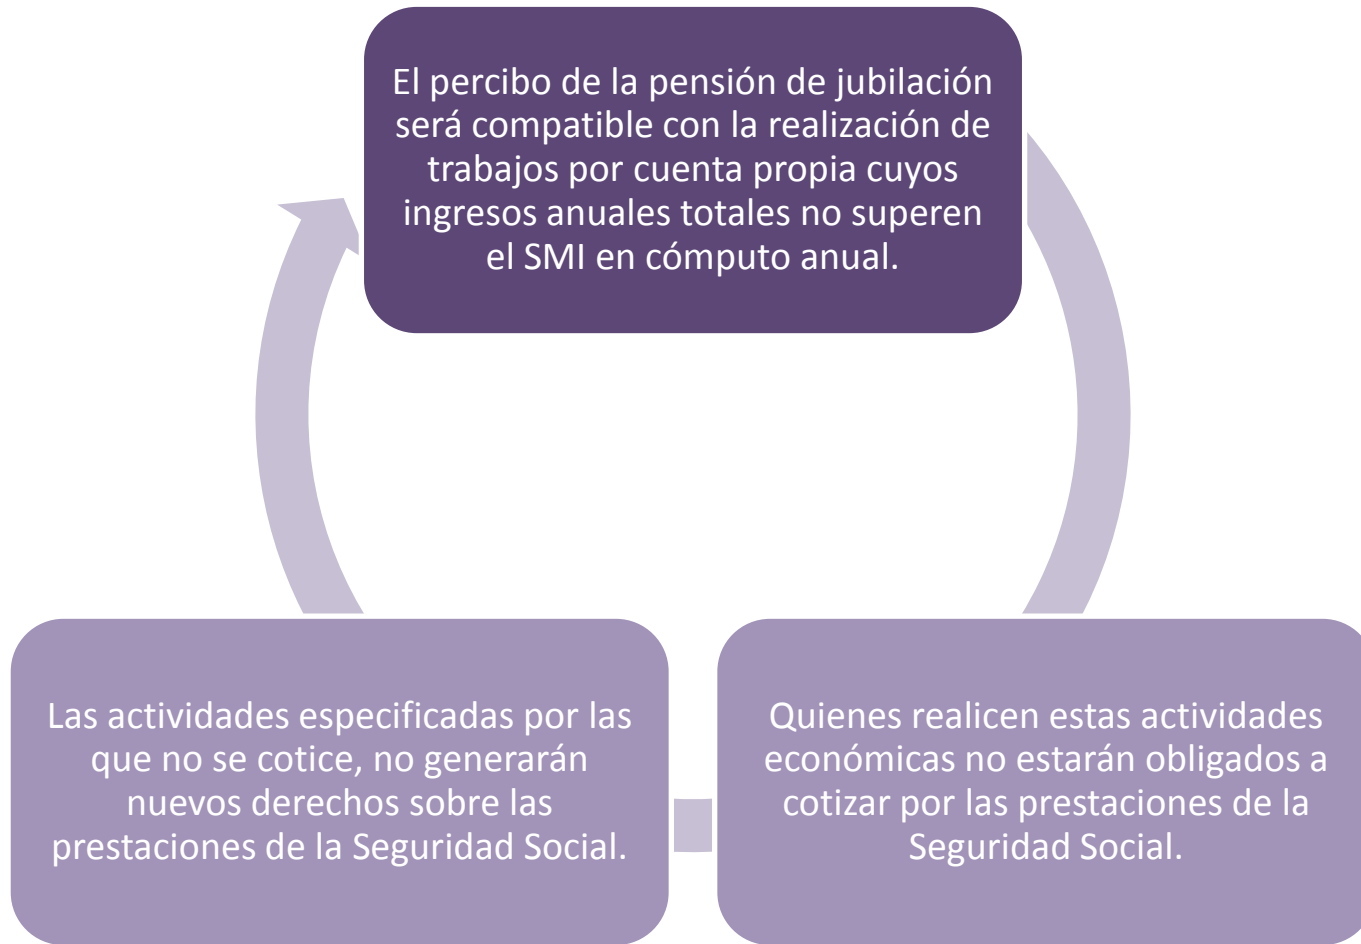 El percibo de la pensión de jubilación
será compatible con la realización de
trabajos por cuenta propia cuyos
ingresos anuales totales no superen
el SMI en cómputo anual.
Las actividades especificadas por las
que no se cotice, no generarán
nuevos derechos sobre las
prestaciones de la Seguridad Social.
Quienes realicen estas actividades
económicas no estarán obligados a
cotizar por las prestaciones de la
Seguridad Social.